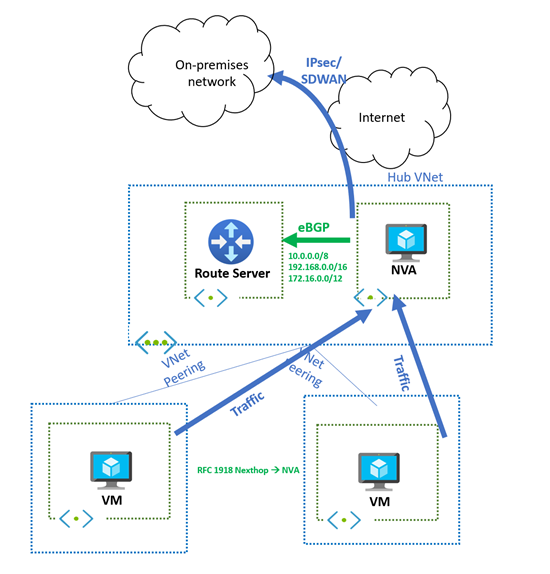 On-premises
network
IPsec/
SDWAN
Internet
Hub VNet
eBGP
10.0.0.0/8
192.168.0.0/16
172.16.0.0/12
Route Server
NVA
VNet
Peering
Net
Peering
Traffic
Traffic
VM
RFC 1918 Nexthop → NVA
VM